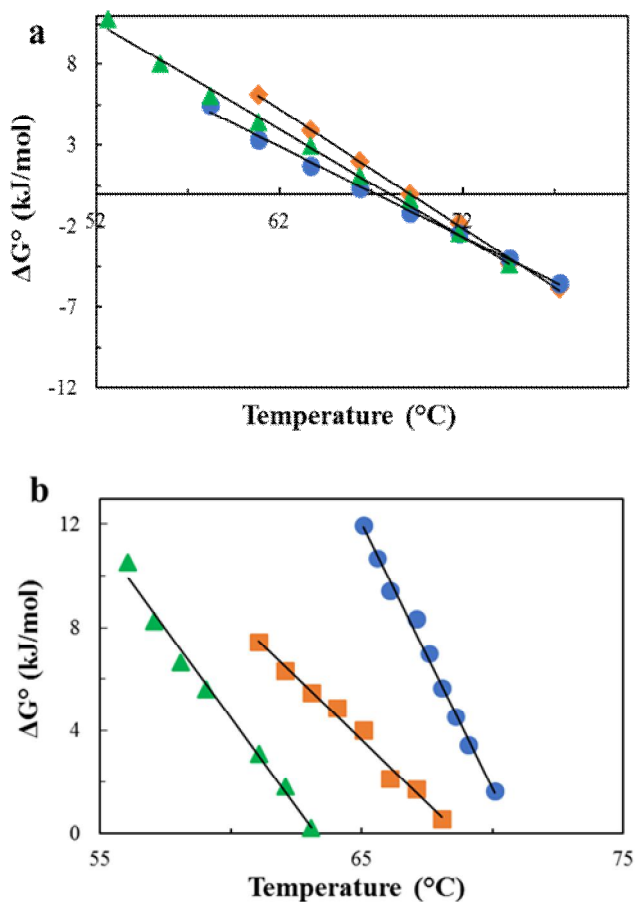 a
8
3
-2
-7
-12
52
62
72
ΔG° (kJ/mol)
Temperature (°C)
b
12
8
4
0
55
65
75
ΔG° (kJ/mol)
Temperature (°C)